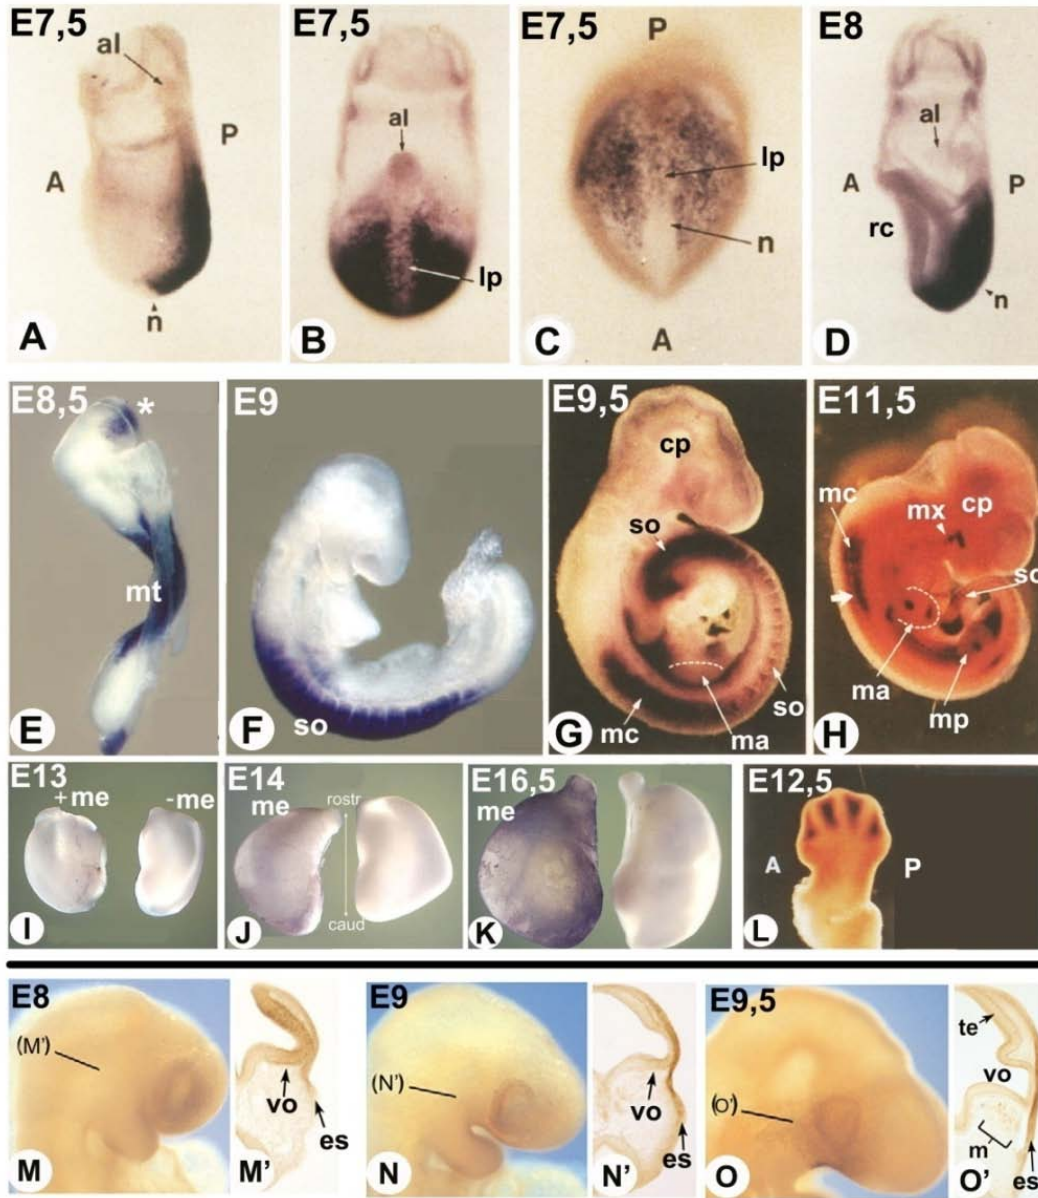 E7,5
al
A
P
n
A
E7,5
al
lp
B
E7,5
P
lp
n
A
C
E8
al
A
P
rc
n
D
E8,5
*
mt
E
E9
so
F
E9,5
cp
so
so
mc
ma
G
E11,5
mc
mx
cp
so
ma
mp
H
E13
+me
-me
I
E14
me
rostr
caud
J
E16,5
me
K
E12,5
A
P
L
E8
(M')
M
vo
es
M'
E9
(N')
N
vo
es
N'
E9,5
(O')
O
te
vo
m
es
O'